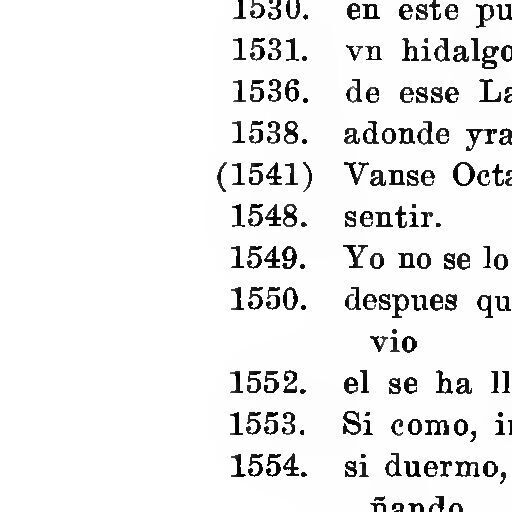 1530. en este pu
1531. vn hidalgo
1536. de esse La
1538. adonde yra
(1541) Vanse Octa
1548. sentir.
1549. Yo no se lo
1550. despues qu
vio
1552. el se ha ll
1553. Si como, in
1554. si duermo,
ñando